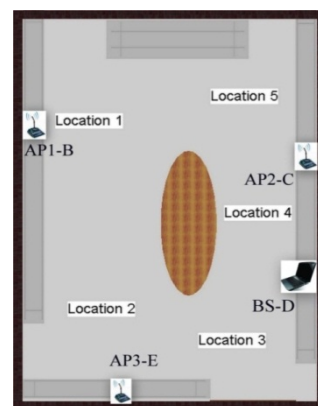 Location 5
Location 1
AP1-B
AP2-C
Location 4
Location 2
BS-D
Location 3
AP3-E